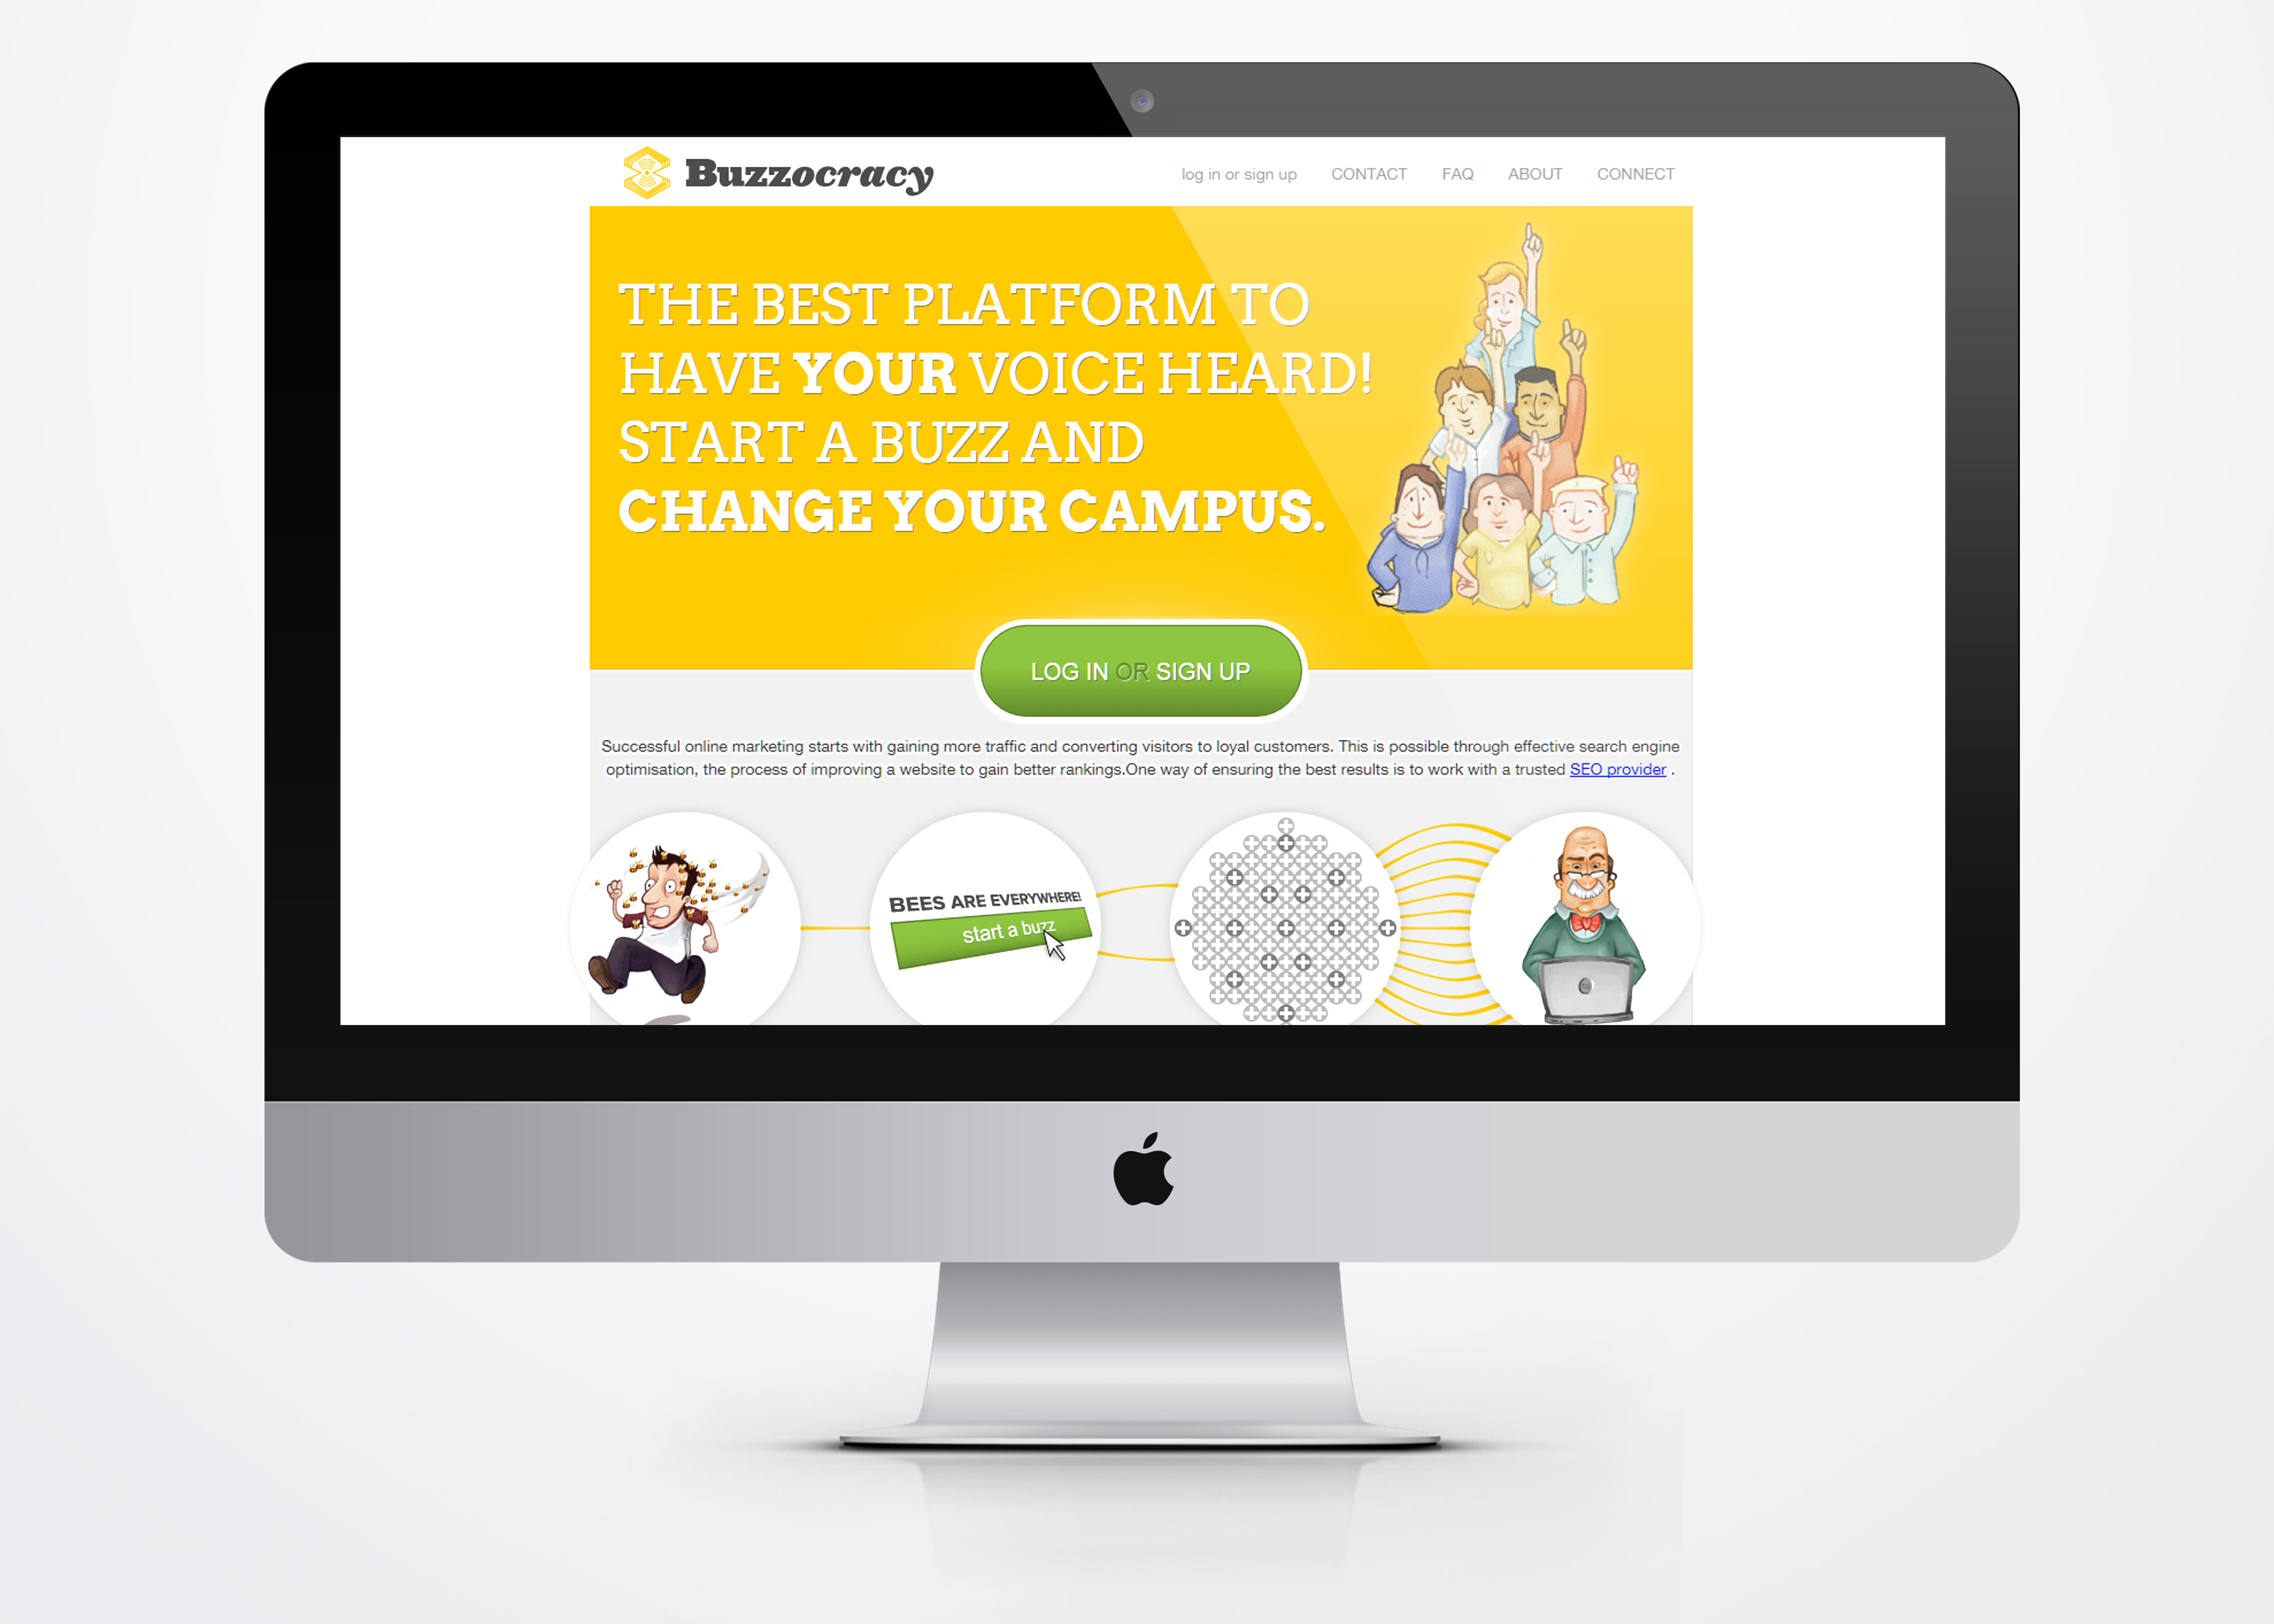 Buzzocracy
log in or sign up CONTACT FAQ ABOUT CONNECT
THE BEST PLATFORM TO
HAVE YOUR VOICE HEARD!
START A BUZZ AND
CHANGE YOUR CAMPUS.
LOG IN OR SIGN UP
Successful online marketing starts with gaining more traffic and converting visitors to loyal customers. This is possible through effective search engine
optimisation, the process of improving a website to gain better rankings.One way of ensuring the best results is to work with a trusted SEO provider .
BEES ARE EVERYWHERE!
start a buzz